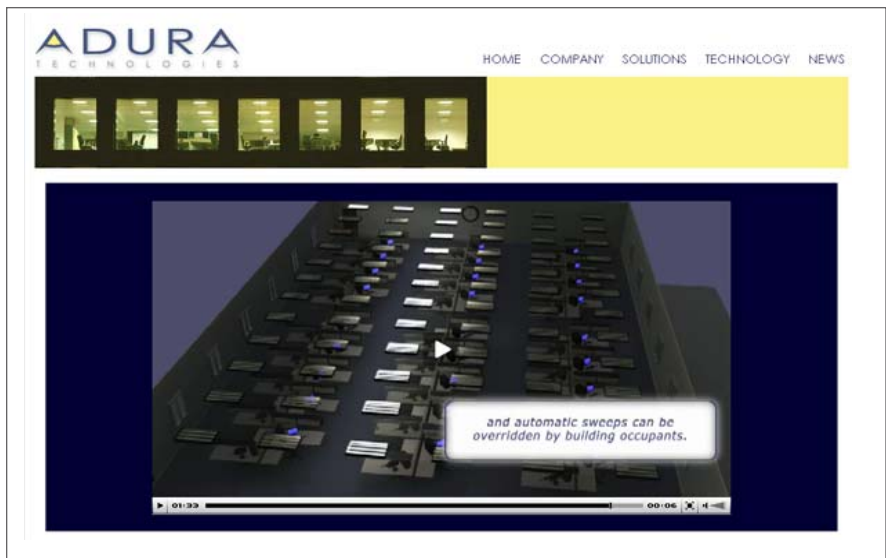 ADURA
TECHNOLOGIES
HOME COMPANY SOLUTIONS TECHNOLOGY NEWS
and automatic sweeps can be
overridden by building occupants.
01:33 00:06